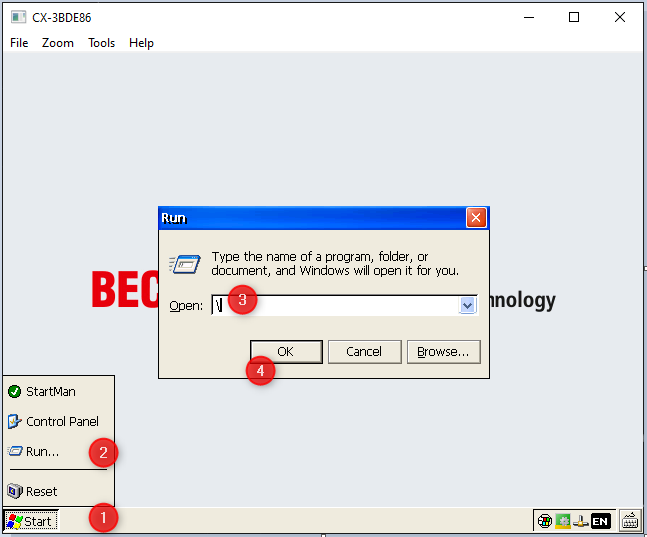 CX-3BDE86
File Zoom Tools Help
Run
Type the name of a program, folder, or
document, and Windows will open it for you.
BEC
Open: \
3
nology
OK Cancel Browse...
4
StartMan
Control Panel
Run...
2
Reset
Start
1
EN